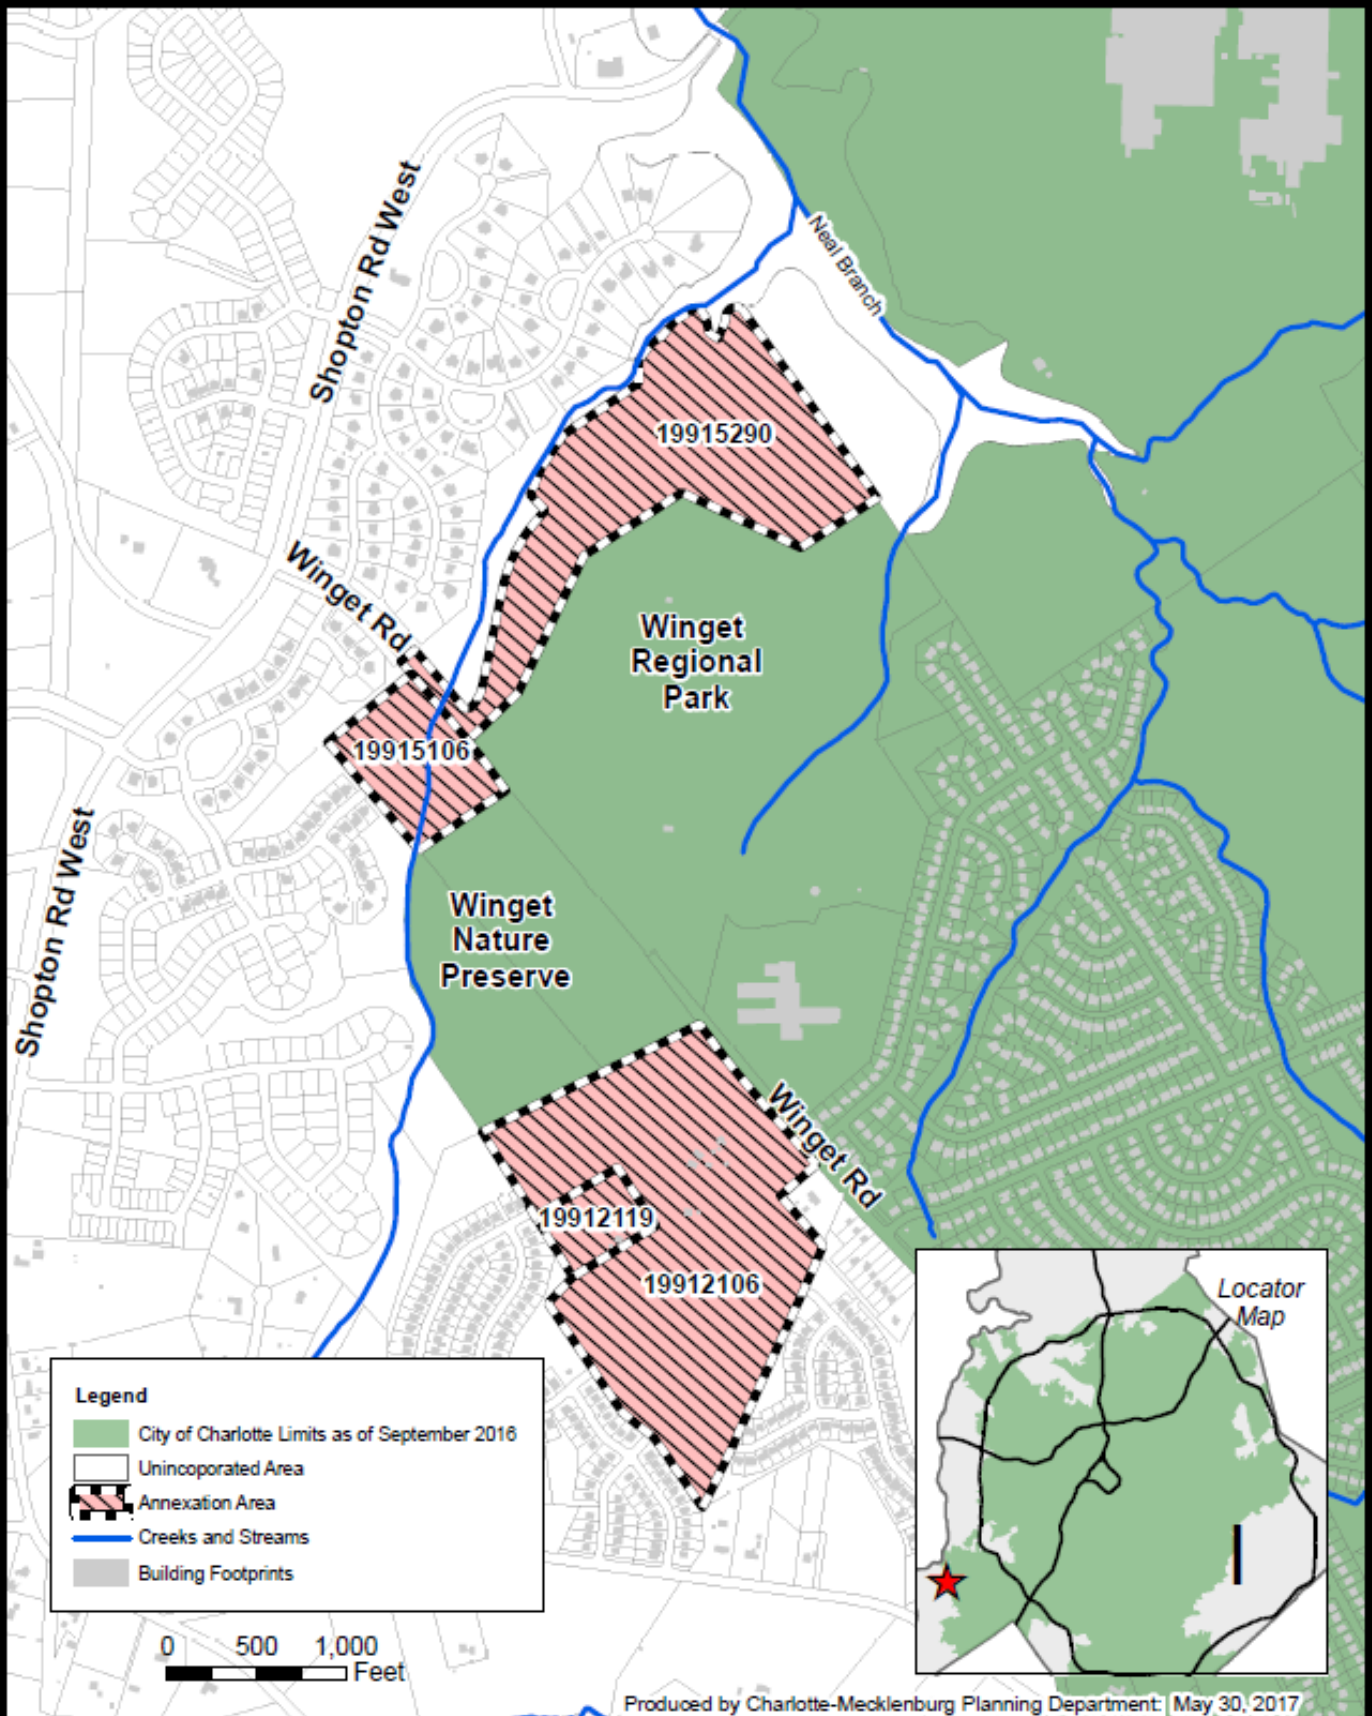 Shopton Rd West
Neal Branch
19915290
Winget Rd
Winget
Regional
Park
19915106
Shopton Rd West
Winget
Nature
Preserve
Winget Rd
19912119
19912106
Locator
Map
Legend
City of Charlotte Limits as of September 2016
Unincoporated Area
Annexation Area
Creeks and Streams
Building Footprints
0 500 1,000
Feet
Produced by Charlotte-Mecklenburg Planning Department: May 30, 2017